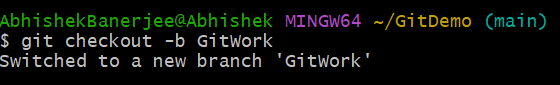 AbhishekBanerjee@Abhishek MINGW64 ~/GitDemo (main)
$ git checkout -b GitWork
Switched to a new branch 'GitWork'